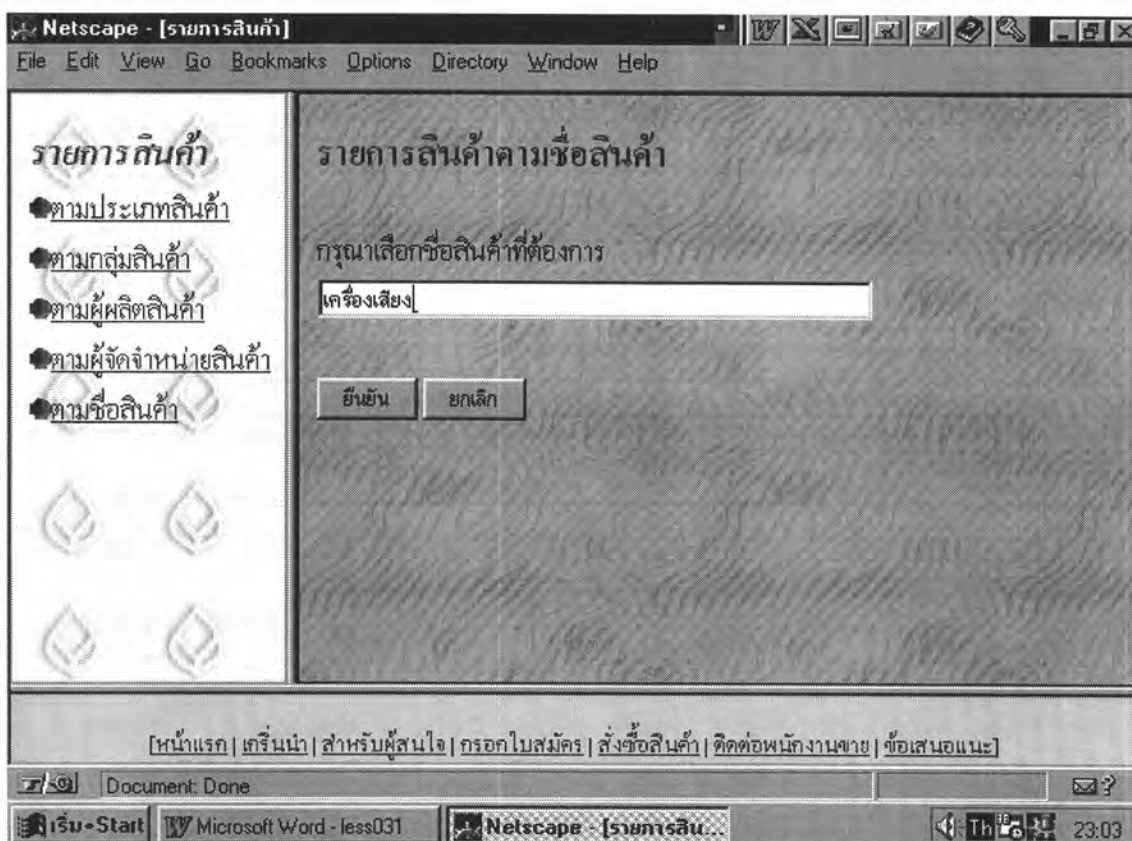 Netscape - [รายการสินค้า]
File Edit View Go Bookmarks Options Directory Window Help
รายการสินค้า
ตามประเภทสินค้า
ตามกลุ่มสินค้า
ตามผู้ผลิตสินค้า
ตามผู้จัดจำหน่ายสินค้า
ตามชื่อสินค้า
รายการสินค้าตามชื่อสินค้า
กรุณาเลือกชื่อสินค้าที่ต้องการ
เครื่องเสียง
ยืนยัน ยกเลิก
[หน้าแรก | เกริ่นนำ | สำหรับผู้สนใจ | กรอกใบสมัคร | สั่งซื้อสินค้า | ติดต่อพนักงานขาย | ข้อเสนอแนะ]
Document: Done
เริ่ม-Start Microsoft Word - less031 Netscape - [รายการสิน... Th 23:03